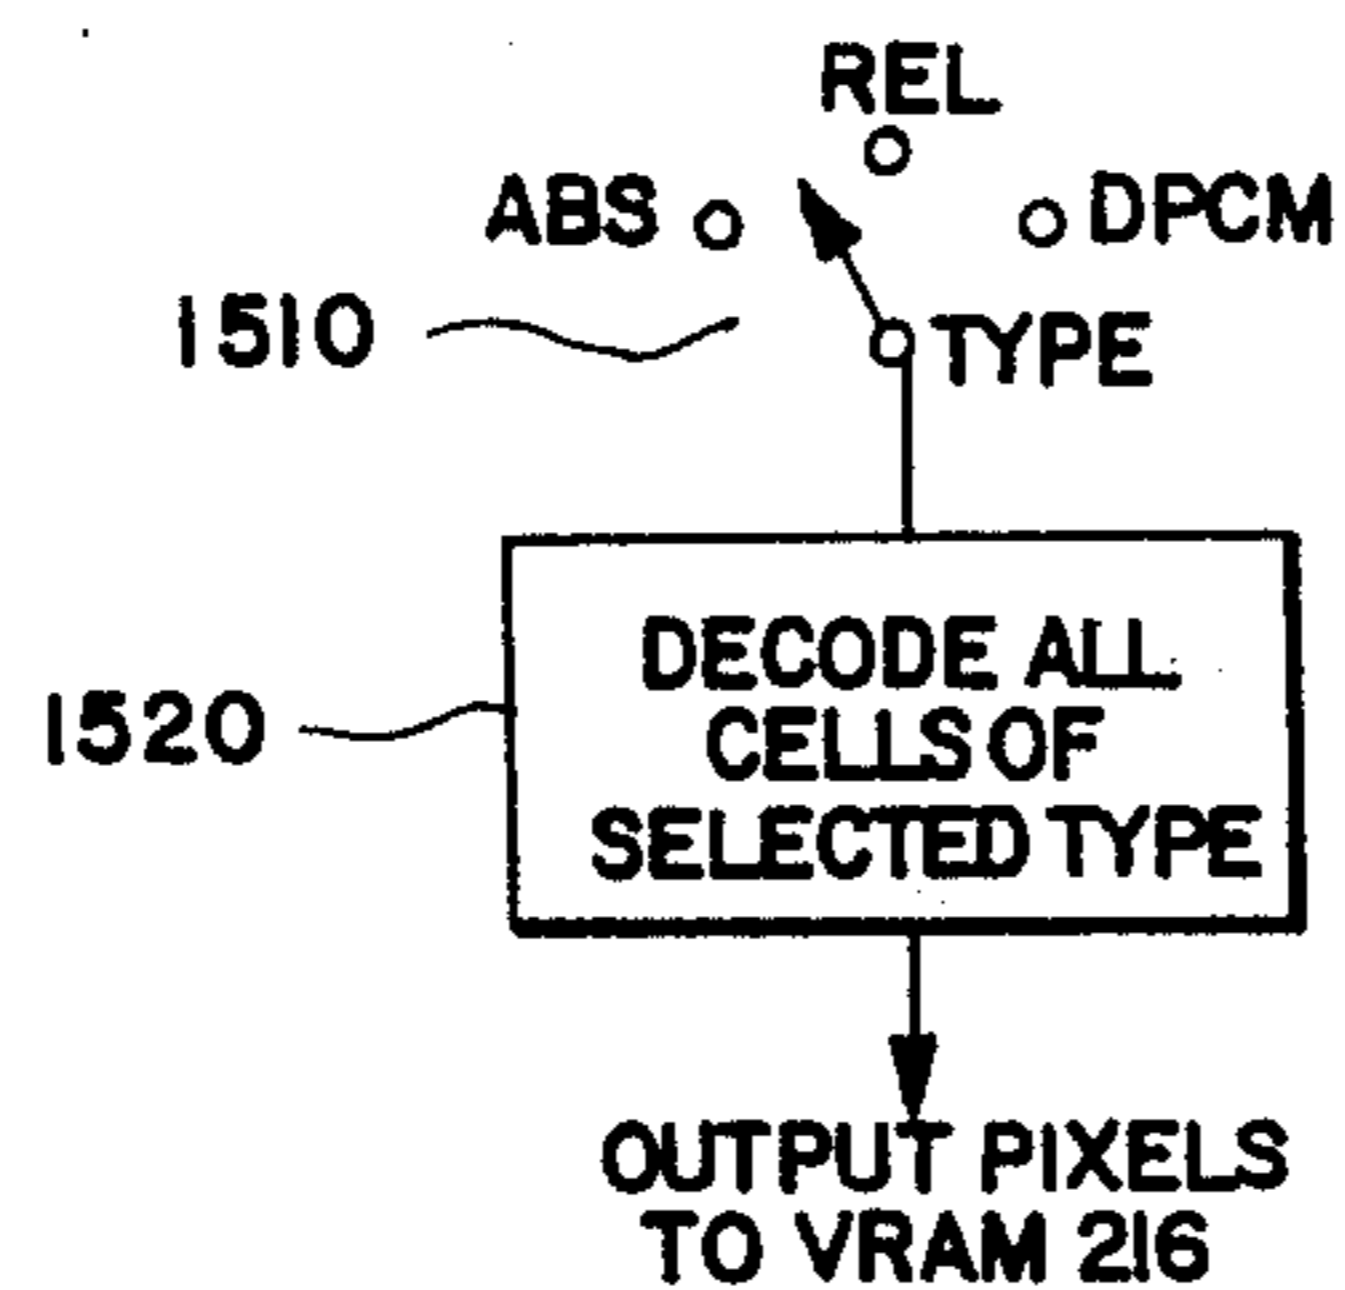 REL
ABS
DPCM
1510
TYPE
DECODE ALL
1520
CELLS OF
SELECTED TYPE
OUTPUT PIXELS
TO VRAM 216